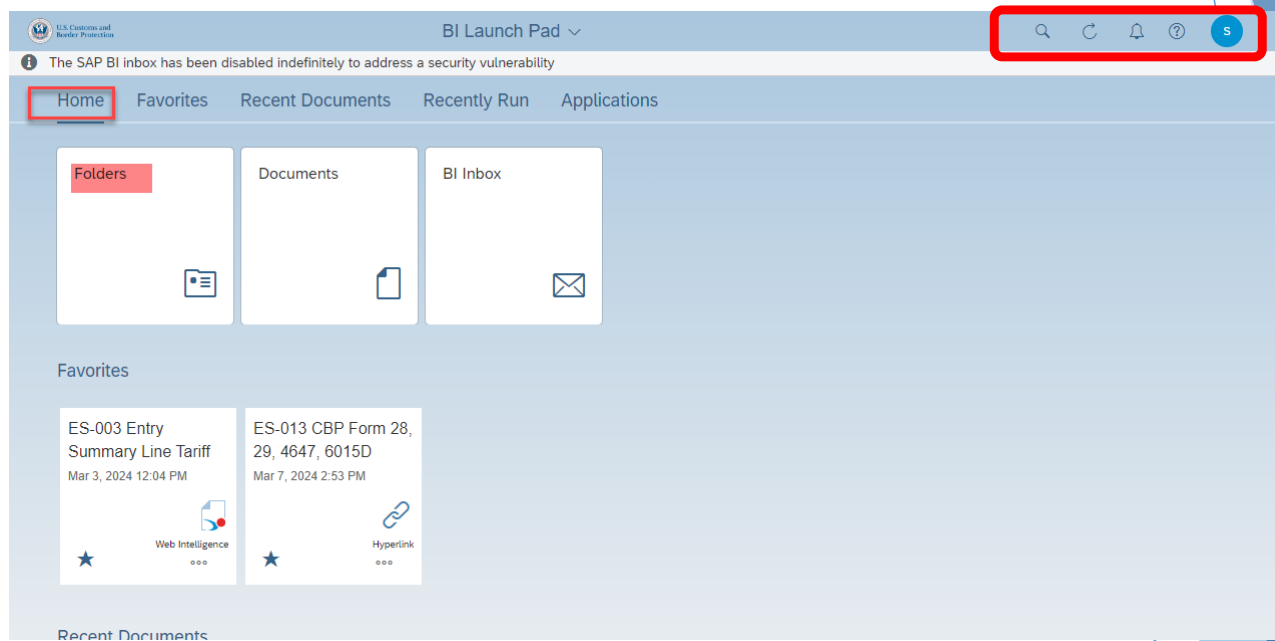 U.S. Customs and
Border Protection
BI Launch Pad
S
The SAP BI inbox has been disabled indefinitely to address a security vulnerability
Home Favorites Recent Documents Recently Run Applications
Folders Documents BI Inbox
Favorites
ES-003 Entry
Summary Line Tariff
Mar 3, 2024 12:04 PM
Web Intelligence
ES-013 CBP Form 28,
29, 4647, 6015D
Mar 7, 2024 2:53 PM
Hyperlink
Recent Documents